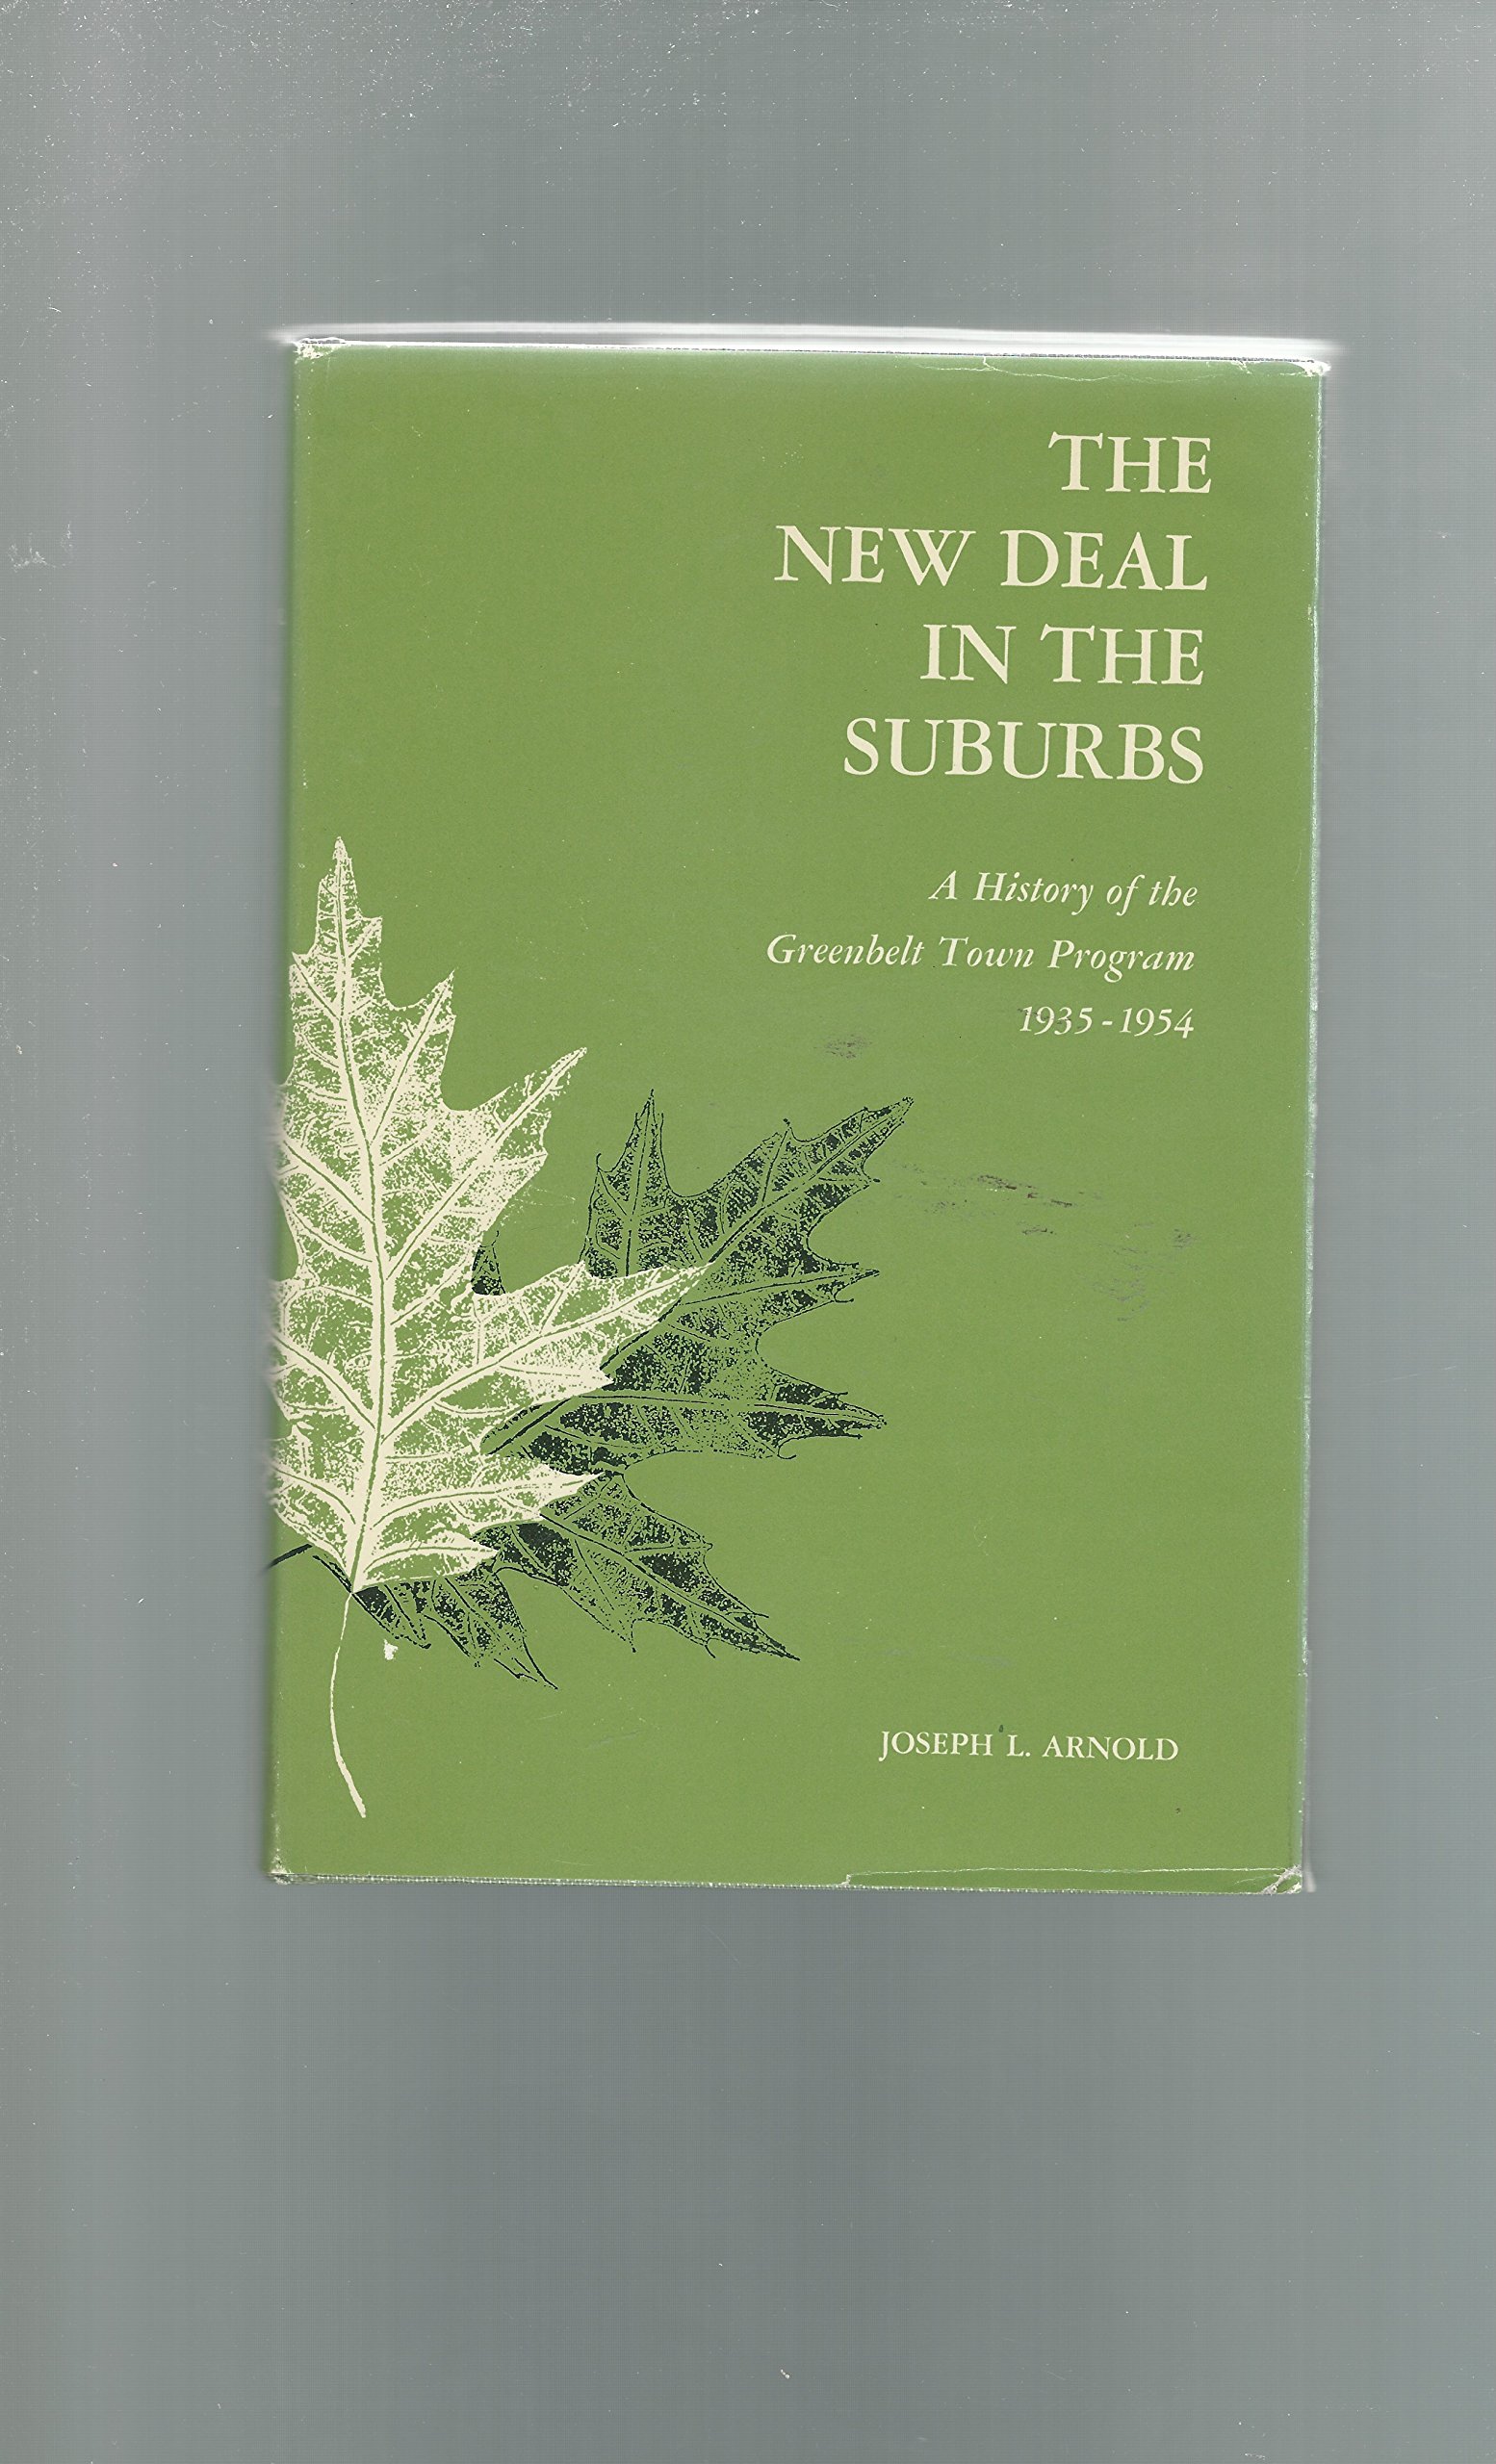 THE
NEW DEAL
IN THE
SUBURBS
A History of the
Greenbelt Town Program
1935-1954
JOSEPH L. ARNOLD